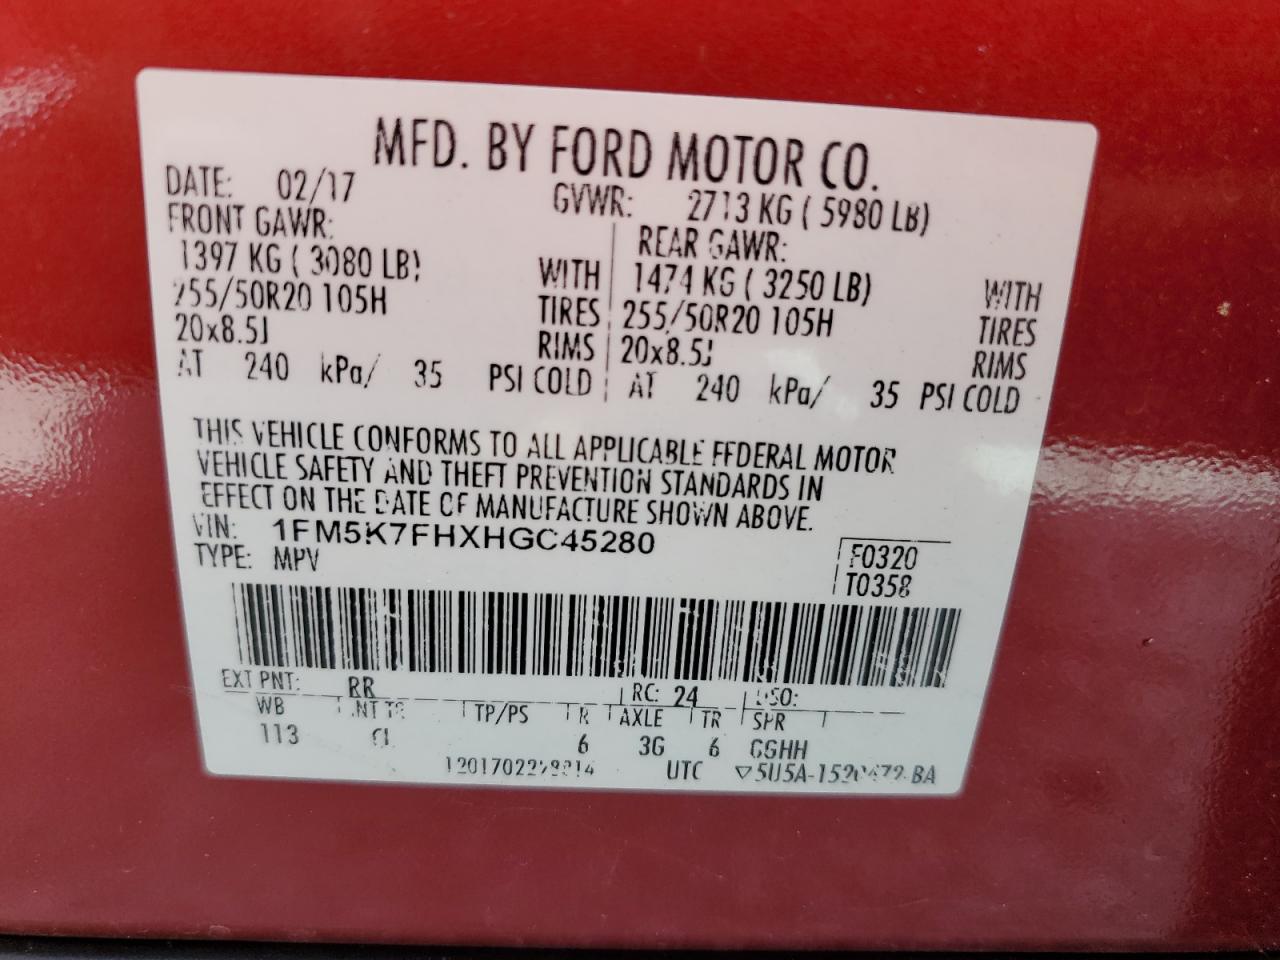 MFD. BY FORD MOTOR CO.
DATE: 02/17 GVWR: 2713 KG ( 5980 LB)
FRONT GAWR: REAR GAWR:
1397 KG ( 3080 LB) WITH 1474 KG ( 3250 LB) WITH
255/50R20 105H TIRES 255/50R20 105H TIRES
20x8.5J RIMS 20x8.5J RIMS
AT 240 kPa/ 35 PSI COLD AT 240 kPa/ 35 PSI COLD
THIS VEHICLE CONFORMS TO ALL APPLICABLE FEDERAL MOTOR
VEHICLE SAFETY AND THEFT PREVENTION STANDARDS IN
EFFECT ON THE DATE OF MANUFACTURE SHOWN ABOVE.
VIN: 1FM5K7FHXHGC45280
TYPE: MPV F0320
T0358
EXT PNT: RR RC: 24 DSO:
WB TP/PS R AXLE TR SPR
113 6 3G 6 GGHH
UTC